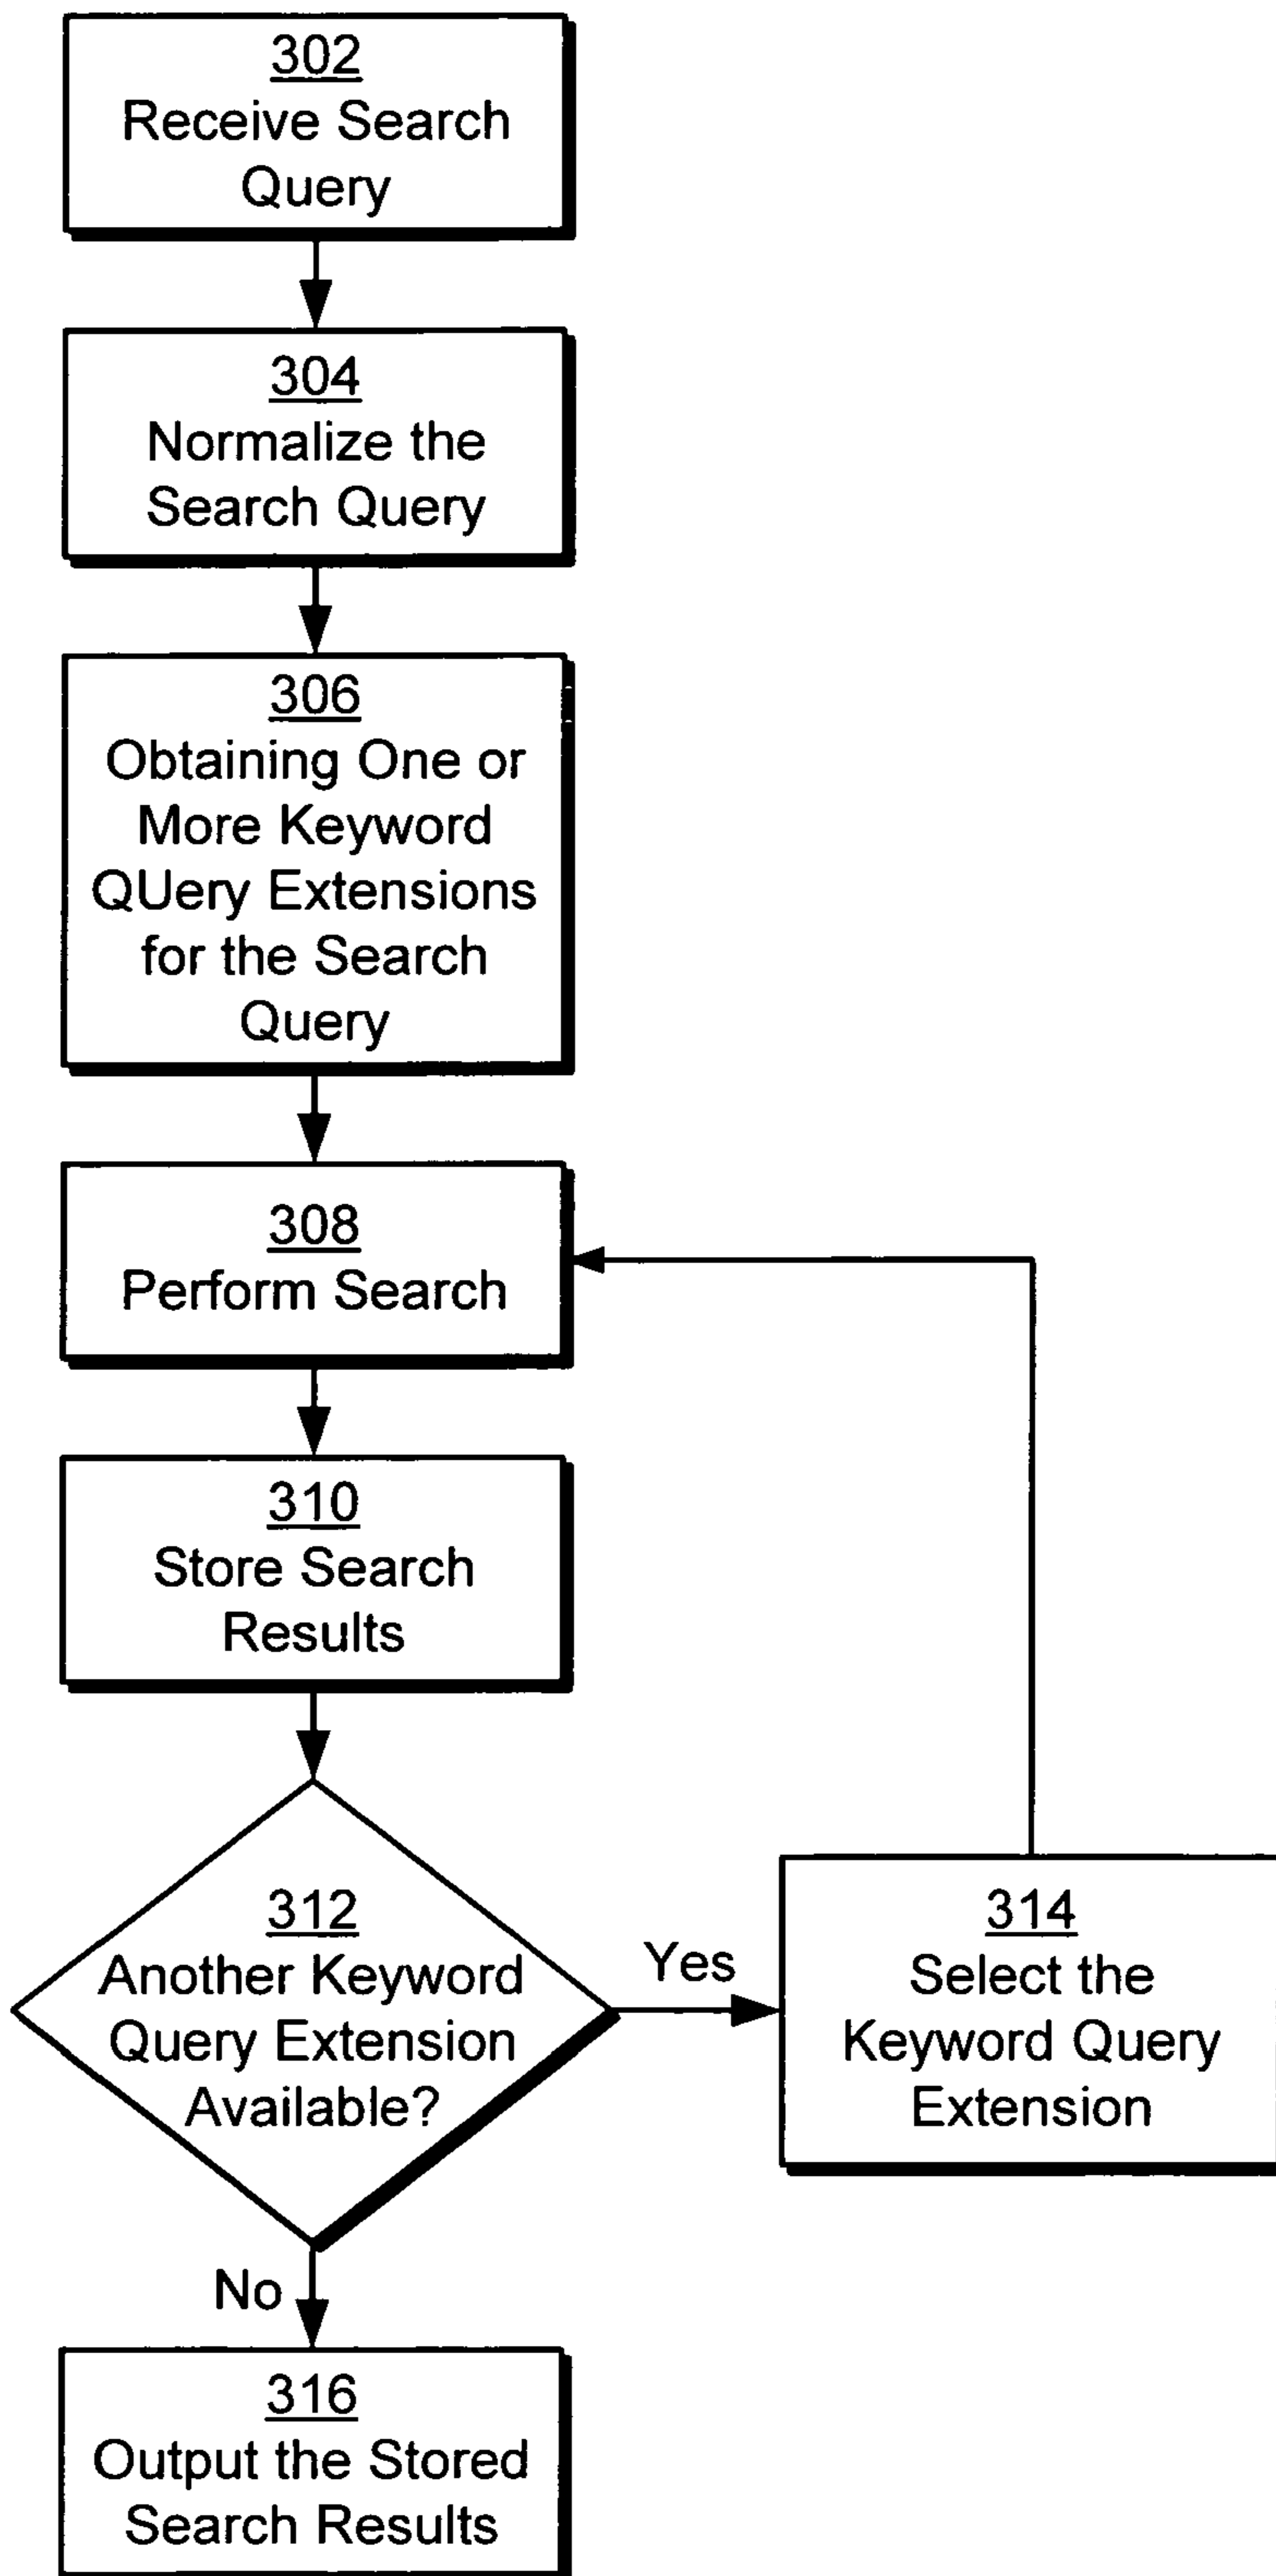 302
Receive Search
Query
304
Normalize the
Search Query
306
Obtaining One or
More Keyword
QUery Extensions
for the Search
Query
308
Perform Search
310
Store Search
Results
312
Another Keyword
Query Extension
Available?
Yes
314
Select the
Keyword Query
Extension
No
316
Output the Stored
Search Results